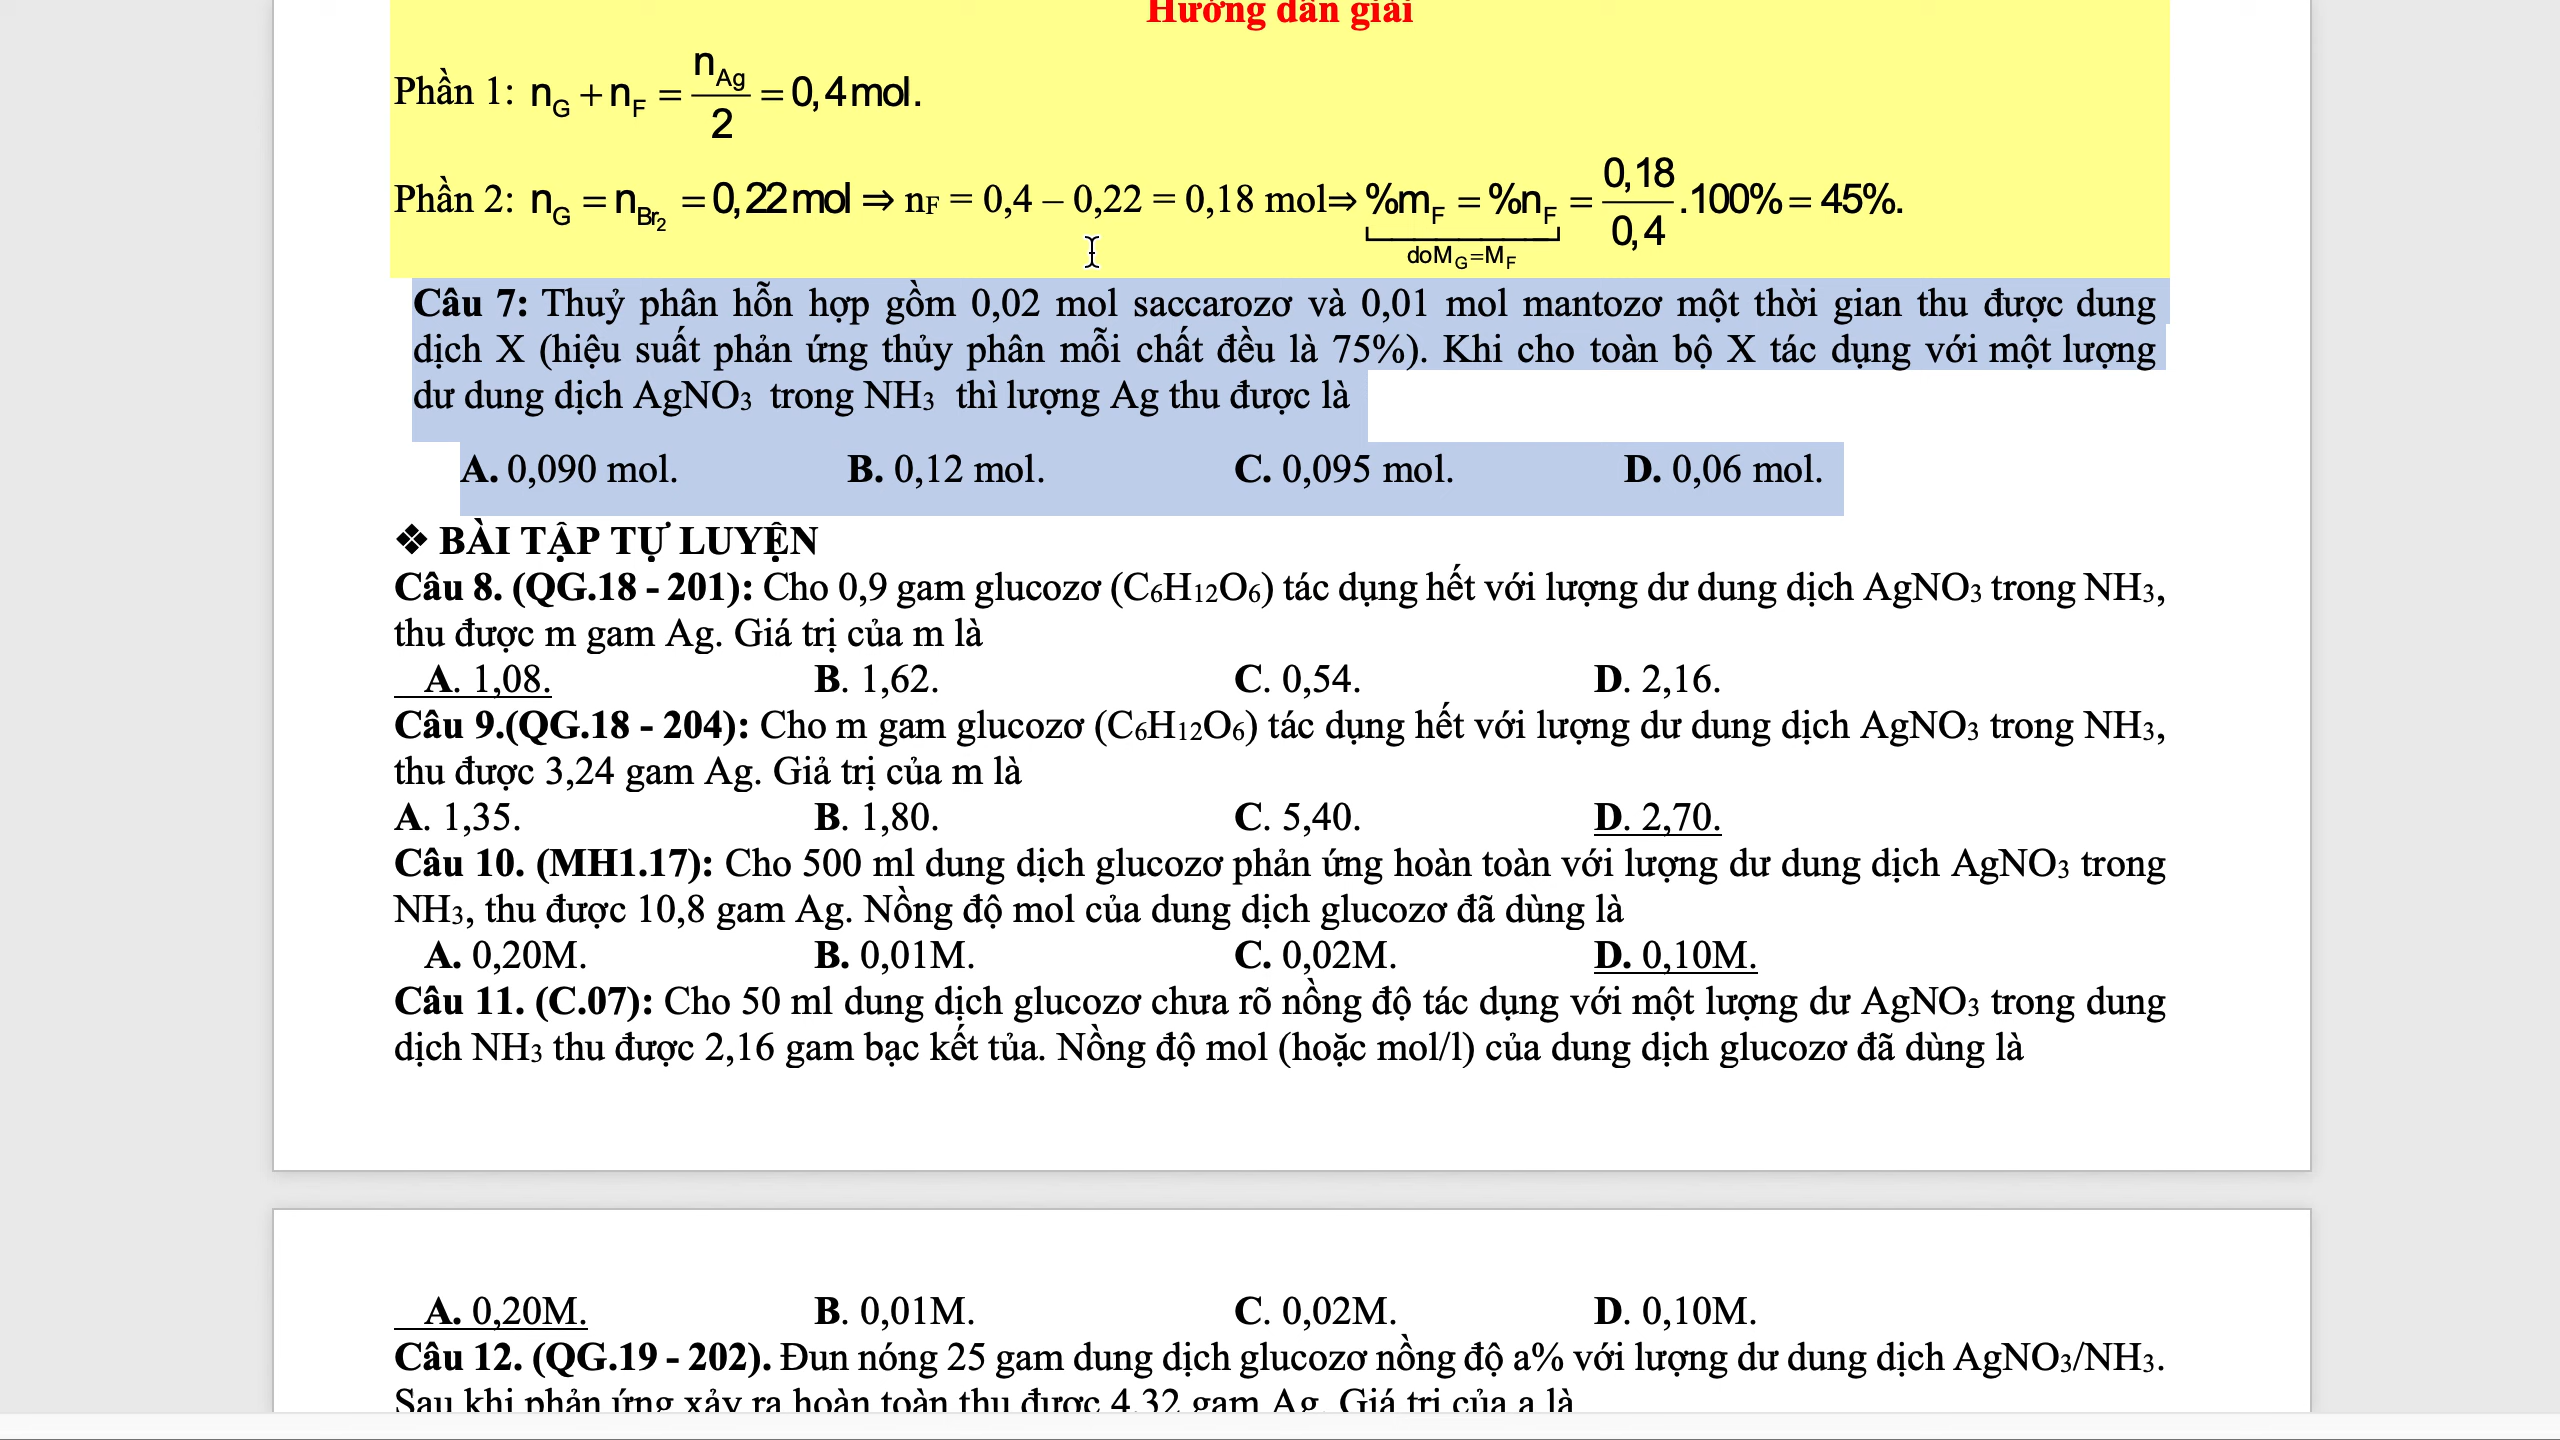 Hướng dẫn giải
Phần 1: n_G + n_F = n_Ag / 2 = 0,4 mol.
Phần 2: n_G = n_Br₂ = 0,22 mol ⇒ n_F = 0,4 – 0,22 = 0,18 mol ⇒ %m_F = %n_F = 0,18 / 0,4 .100% = 45%.
doM_G=M_F
Câu 7: Thuỷ phân hỗn hợp gồm 0,02 mol saccarozơ và 0,01 mol mantozơ một thời gian thu được dung
dịch X (hiệu suất phản ứng thủy phân mỗi chất đều là 75%). Khi cho toàn bộ X tác dụng với một lượng
dư dung dịch AgNO₃ trong NH₃ thì lượng Ag thu được là
A. 0,090 mol. B. 0,12 mol. C. 0,095 mol. D. 0,06 mol.
❖ BÀI TẬP TỰ LUYỆN
Câu 8. (QG.18 - 201): Cho 0,9 gam glucozơ (C₆H₁₂O₆) tác dụng hết với lượng dư dung dịch AgNO₃ trong NH₃,
thu được m gam Ag. Giá trị của m là
A. 1,08. B. 1,62. C. 0,54. D. 2,16.
Câu 9.(QG.18 - 204): Cho m gam glucozơ (C₆H₁₂O₆) tác dụng hết với lượng dư dung dịch AgNO₃ trong NH₃,
thu được 3,24 gam Ag. Giả trị của m là
A. 1,35. B. 1,80. C. 5,40. D. 2,70.
Câu 10. (MH1.17): Cho 500 ml dung dịch glucozơ phản ứng hoàn toàn với lượng dư dung dịch AgNO₃ trong
NH₃, thu được 10,8 gam Ag. Nồng độ mol của dung dịch glucozơ đã dùng là
A. 0,20M. B. 0,01M. C. 0,02M. D. 0,10M.
Câu 11. (C.07): Cho 50 ml dung dịch glucozơ chưa rõ nồng độ tác dụng với một lượng dư AgNO₃ trong dung
dịch NH₃ thu được 2,16 gam bạc kết tủa. Nồng độ mol (hoặc mol/l) của dung dịch glucozơ đã dùng là
A. 0,20M. B. 0,01M. C. 0,02M. D. 0,10M.
Câu 12. (QG.19 - 202). Đun nóng 25 gam dung dịch glucozơ nồng độ a% với lượng dư dung dịch AgNO₃/NH₃.
Sau khi phản ứng xảy ra hoàn toàn thu được 4,32 gam Ag. Giá trị của a là